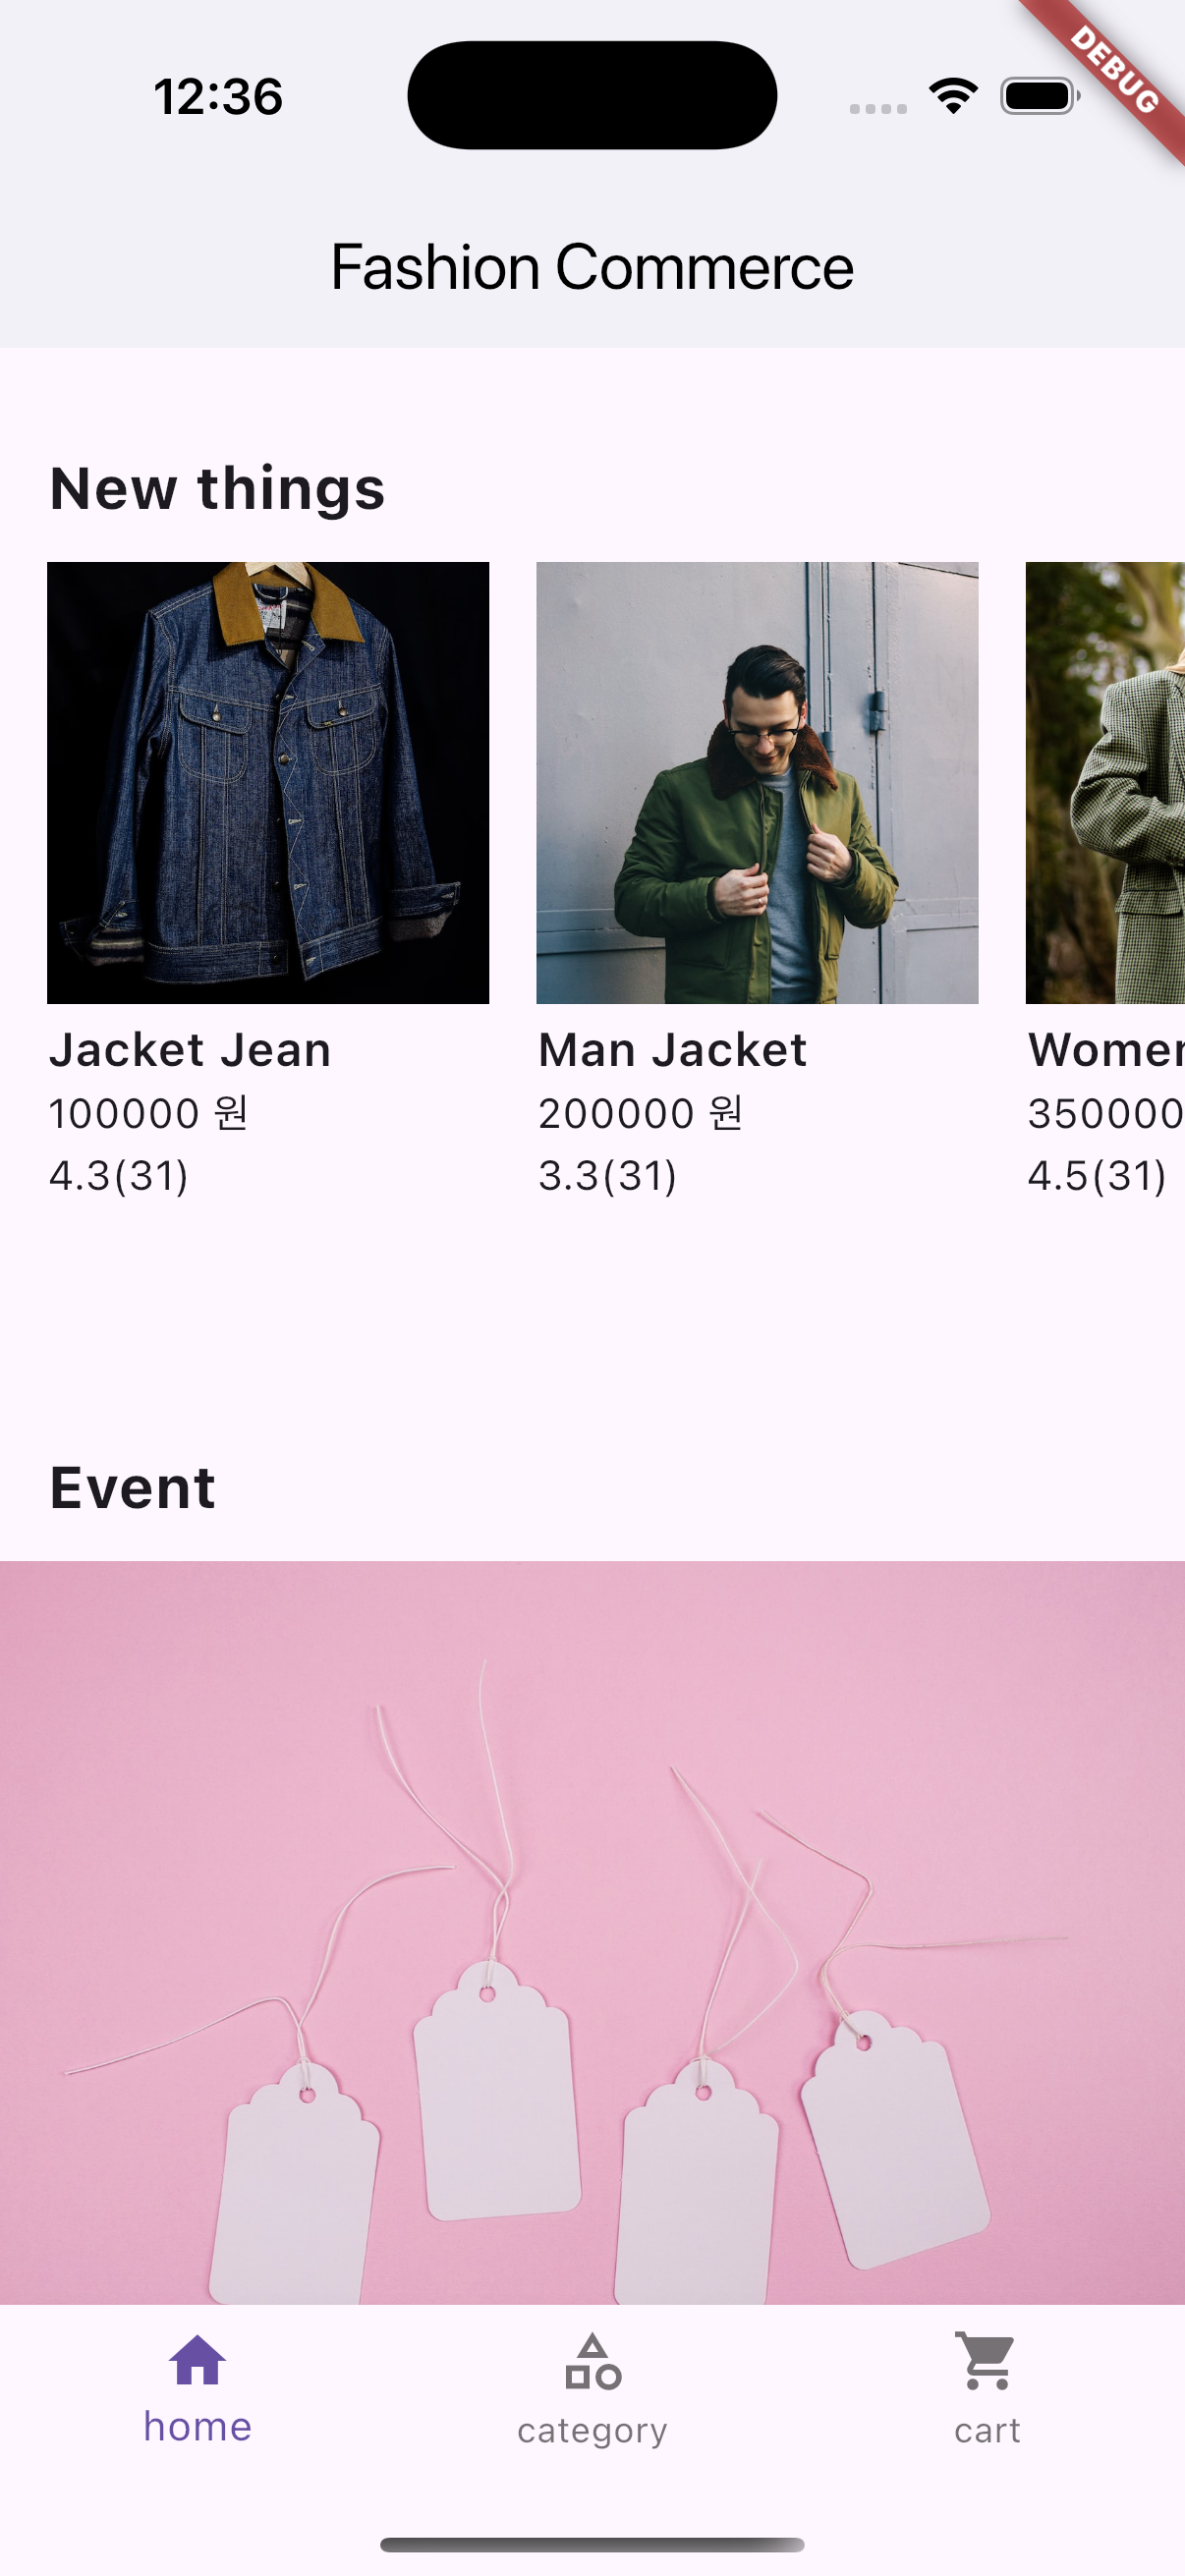 12:36
DEBUG
Fashion Commerce
New things
Jacket Jean
100000 원
4.3(31)
Man Jacket
200000 원
3.3(31)
350000
4.5(31)
Event
home
category
cart